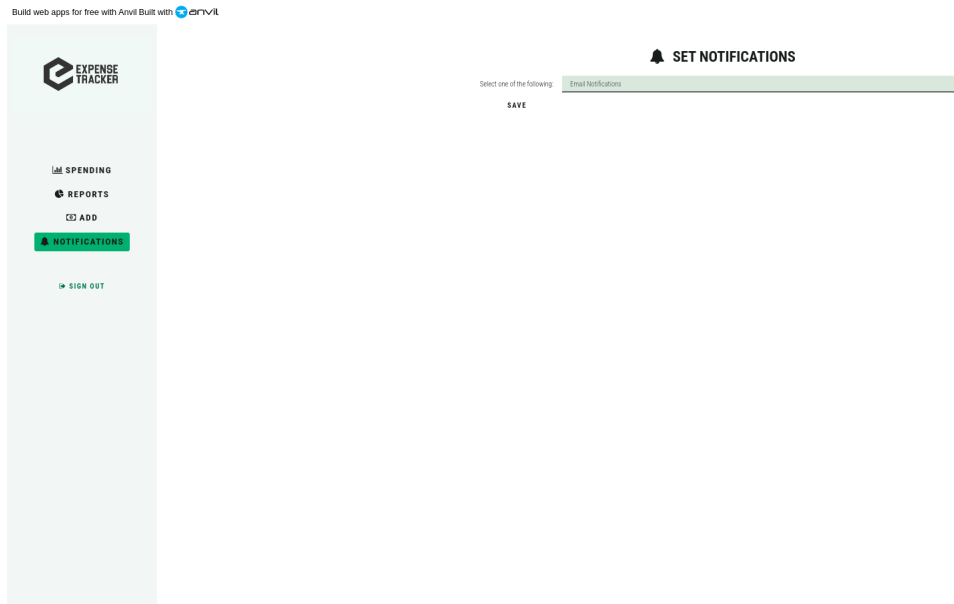 Build web apps for free with Anvil Built with anvil
EXPENSE
TRACKER
SPENDING
REPORTS
ADD
NOTIFICATIONS
SIGN OUT
SET NOTIFICATIONS
Select one of the following: Email Notifications
SAVE